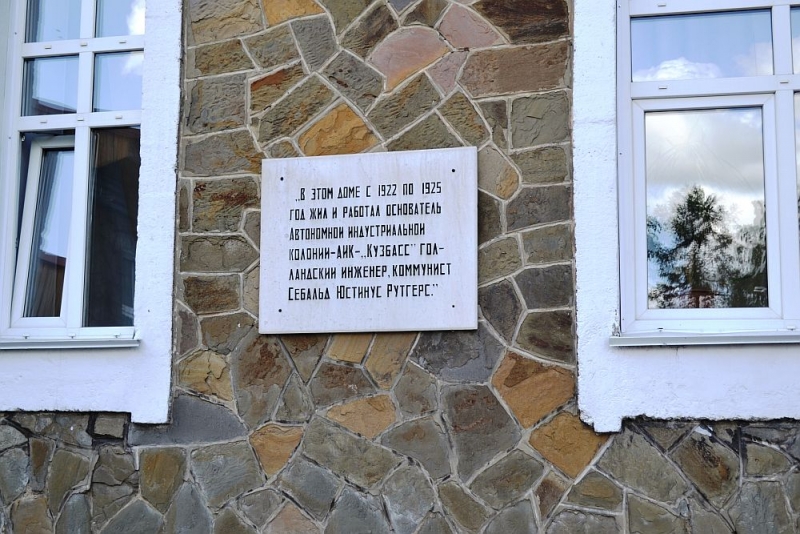 „В этом доме с 1922 по 1925
год жил и работал основатель
Автономной индустриальной
колонии-АИК-„Кузбасс" гол-
ландский инженер, коммунист
Себальд Юстинус Рутгерс."